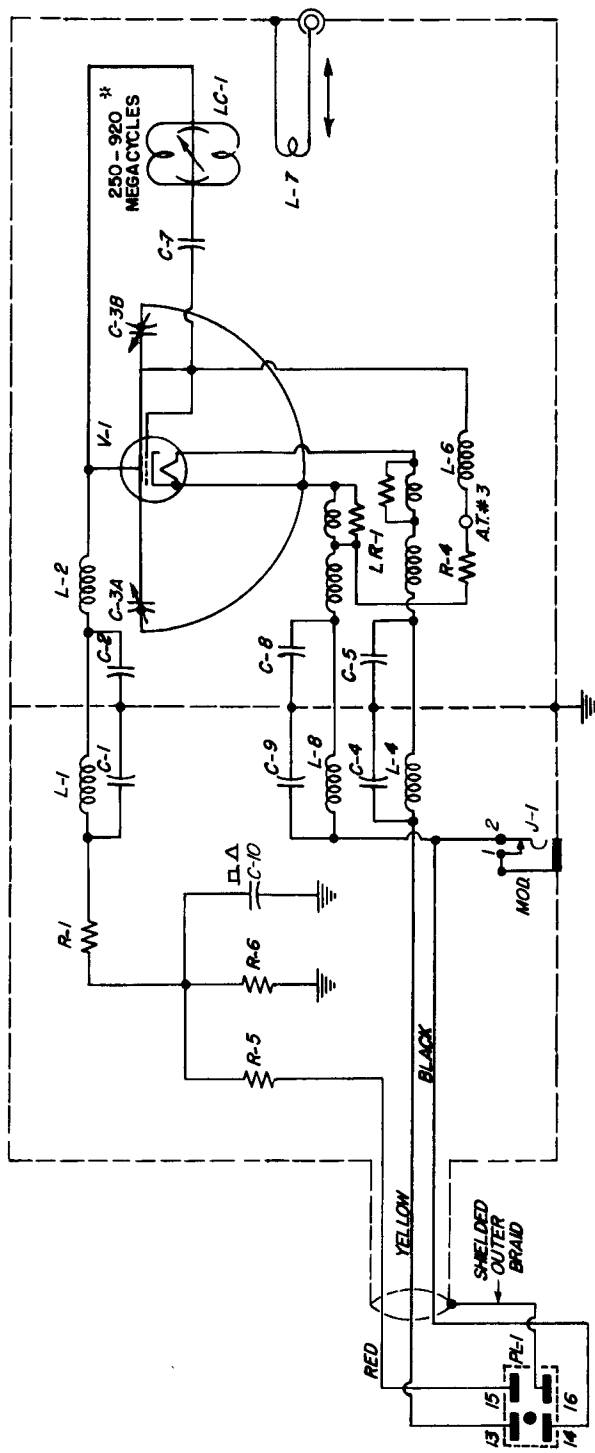 250-920 *
MEGACYCLES
LC-1
L-7
C-7
C-3B
V-1
C-3A
L-2
C-2
L-1
C-1
R-1
L-6
A.T.#3
R-4
LR-1
C-8
C-5
C-9
L-8
C-4
L-4
C-10
R-6
R-5
2
1
J-1
MOD.
BLACK
YELLOW
RED
SHIELDED
OUTER
BRAID
PL-1
15
16
13
14